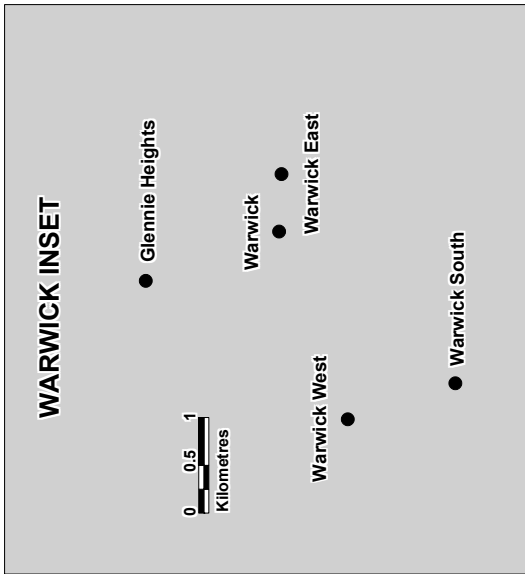 WARWICK INSET
Glennie Heights
Warwick
Warwick East
0 0.5 1
Kilometres
Warwick West
Warwick South